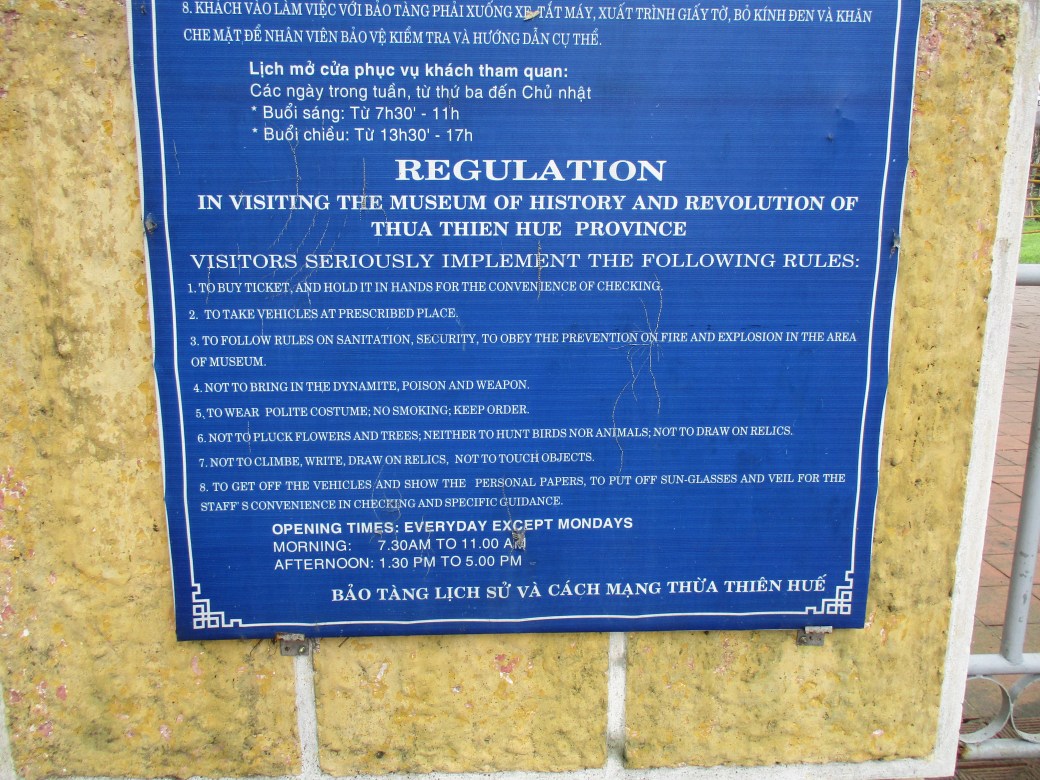 8. KHÁCH VÀO LÀM VIỆC VỚI BẢO TÀNG PHẢI XUỐNG XE, TẮT MÁY, XUẤT TRÌNH GIẤY TỜ, BỎ KÍNH ĐEN VÀ KHĂN
CHE MẶT ĐỂ NHÂN VIÊN BẢO VỆ KIỂM TRA VÀ HƯỚNG DẪN CỤ THỂ.
Lịch mở cửa phục vụ khách tham quan:
Các ngày trong tuần, từ thứ ba đến Chủ nhật
* Buổi sáng: Từ 7h30' - 11h
* Buổi chiều: Từ 13h30' - 17h
REGULATION
IN VISITING THE MUSEUM OF HISTORY AND REVOLUTION OF
THUA THIEN HUE PROVINCE
VISITORS SERIOUSLY IMPLEMENT THE FOLLOWING RULES:
1. TO BUY TICKET, AND HOLD IT IN HANDS FOR THE CONVENIENCE OF CHECKING.
2. TO TAKE VEHICLES AT PRESCRIBED PLACE.
3. TO FOLLOW RULES ON SANITATION, SECURITY, TO OBEY THE PREVENTION ON FIRE AND EXPLOSION IN THE AREA
OF MUSEUM.
4. NOT TO BRING IN THE DYNAMITE, POISON AND WEAPON.
5, TO WEAR POLITE COSTUME; NO SMOKING; KEEP ORDER.
6. NOT TO PLUCK FLOWERS AND TREES; NEITHER TO HUNT BIRDS NOR ANIMALS; NOT TO DRAW ON RELICS.
7. NOT TO CLIMBE, WRITE, DRAW ON RELICS, NOT TO TOUCH OBJECTS.
8. TO GET OFF THE VEHICLES AND SHOW THE PERSONAL PAPERS, TO PUT OFF SUN-GLASSES AND VEIL FOR THE
STAFF'S CONVENIENCE IN CHECKING AND SPECIFIC GUIDANCE.
OPENING TIMES: EVERYDAY EXCEPT MONDAYS
MORNING: 7.30AM TO 11.00 AM
AFTERNOON: 1.30 PM TO 5.00 PM
BẢO TÀNG LỊCH SỬ VÀ CÁCH MẠNG THỪA THIÊN HUẾ